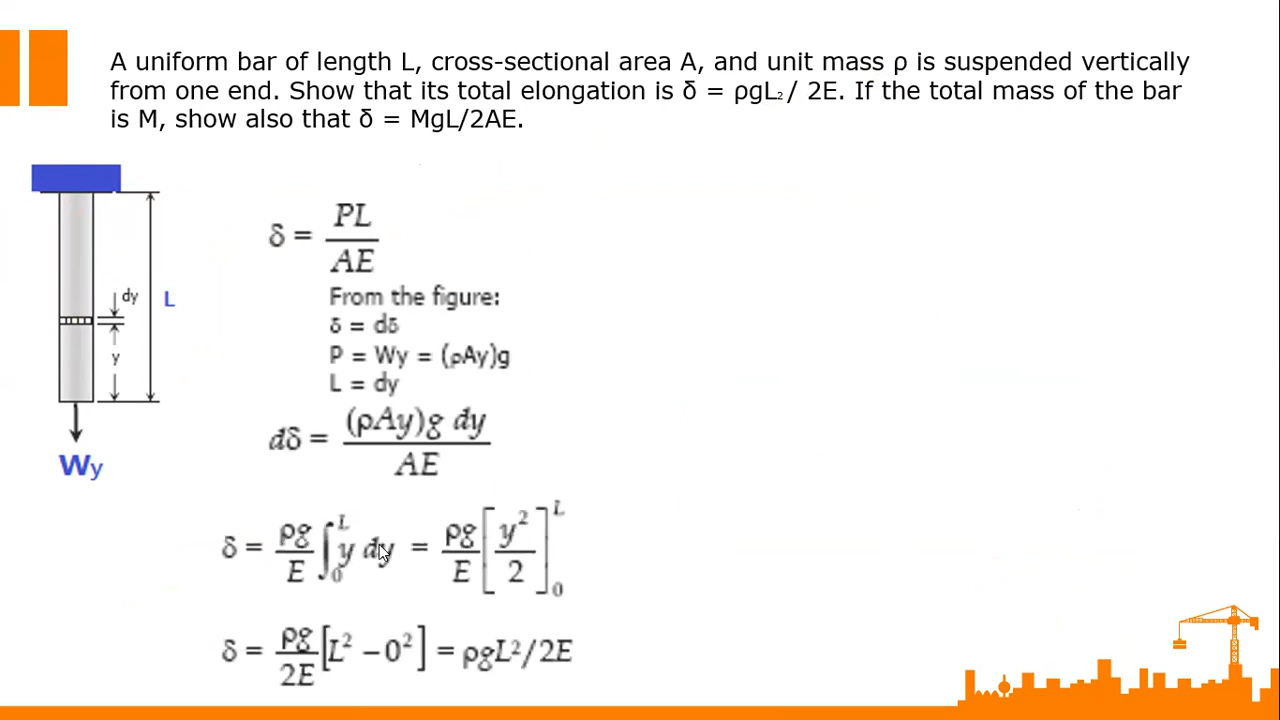 A uniform bar of length L, cross-sectional area A, and unit mass ρ is suspended vertically
from one end. Show that its total elongation is δ = ρgL₂ / 2E. If the total mass of the bar
is M, show also that δ = MgL/2AE.
dy
L
y
Wy
δ = PL / AE
From the figure:
δ = dδ
P = Wy = (ρAy)g
L = dy
dδ = (ρAy)g dy / AE
δ = ρg/E ∫₀ᴸ y dy = ρg/E [y²/2]₀ᴸ
δ = ρg/2E [L² − 0²] = ρgL²/2E